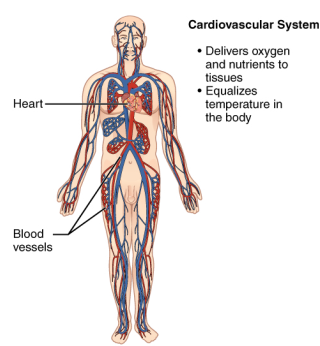 Cardiovascular System
• Delivers oxygen
and nutrients to
tissues
• Equalizes
temperature in
the body
Heart
Blood
vessels